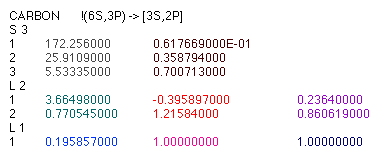 CARBON !(6S,3P) -> [3S,2P]
S 3
1 172.256000 0.617669000E-01
2 25.9109000 0.358794000
3 5.53335000 0.700713000
L 2
1 3.66498000 -0.395897000 0.23640000
2 0.770545000 1.21584000 0.860619000
L 1
1 0.195857000 1.00000000 1.00000000